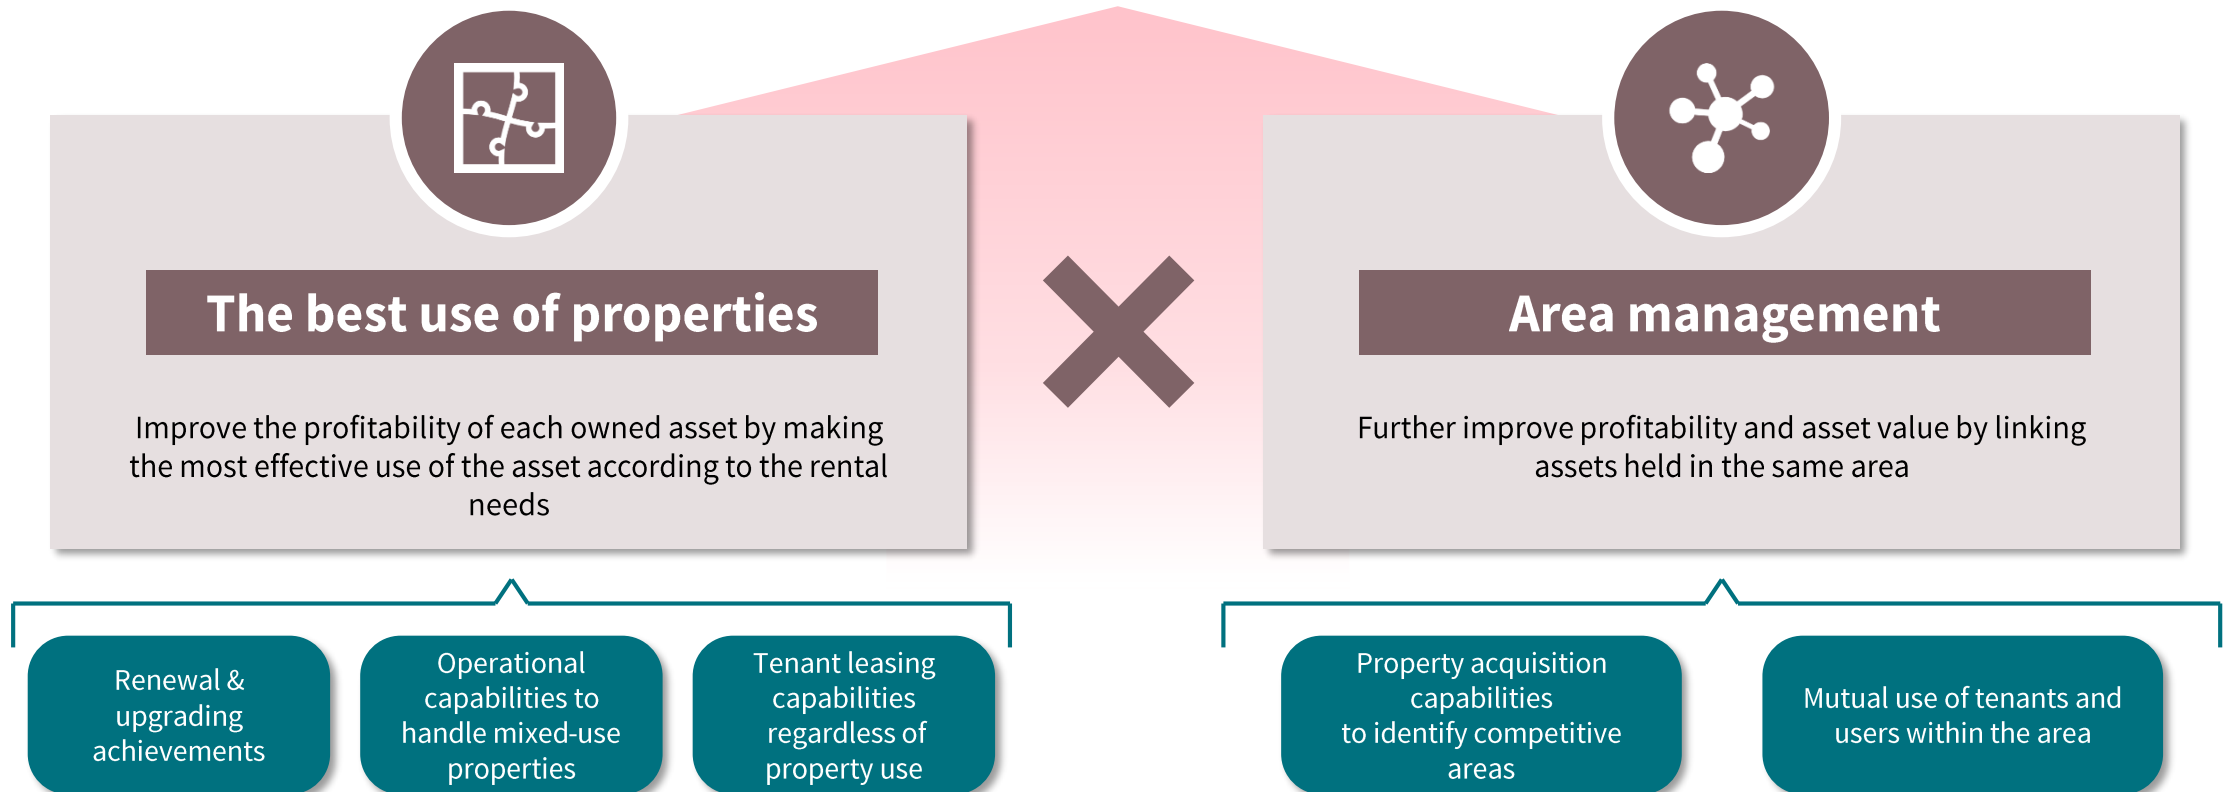 The best use of properties
Improve the profitability of each owned asset by making
the most effective use of the asset according to the rental
needs
Area management
Further improve profitability and asset value by linking
assets held in the same area
Renewal &
upgrading
achievements
Operational
capabilities to
handle mixed-use
properties
Tenant leasing
capabilities
regardless of
property use
Property acquisition
capabilities
to identify competitive
areas
Mutual use of tenants and
users within the area